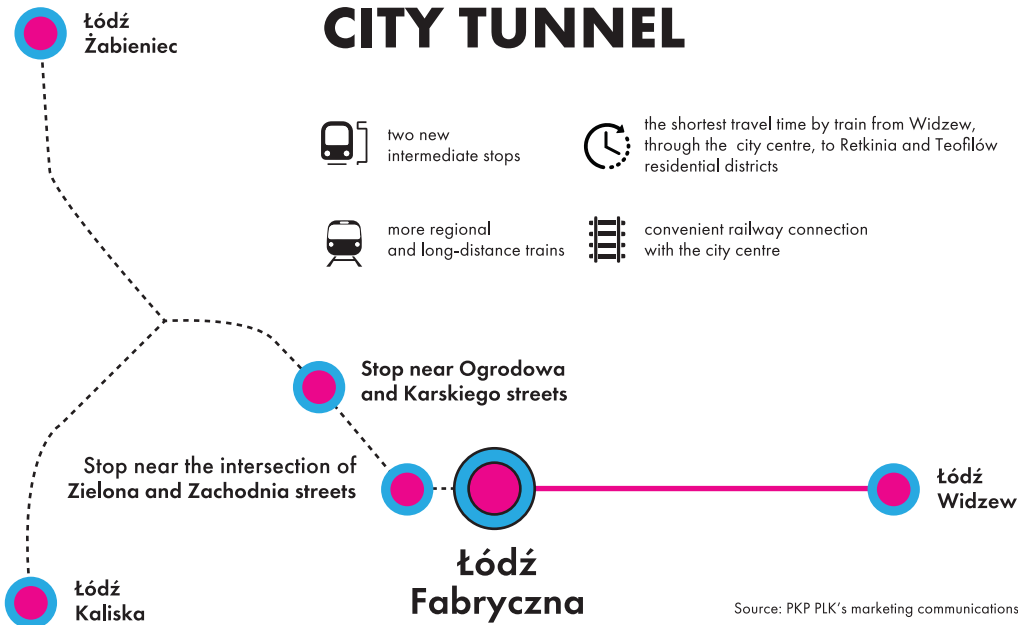 CITY TUNNEL
Łódź
Żabieniec
two new
intermediate stops
the shortest travel time by train from Widzew,
through the city centre, to Retkinia and Teofilów
residential districts
more regional
and long-distance trains
convenient railway connection
with the city centre
Stop near Ogrodowa
and Karskiego streets
Stop near the intersection of
Zielona and Zachodnia streets
Łódź
Widzew
Łódź
Fabryczna
Łódź
Kaliska
Source: PKP PLK's marketing communications